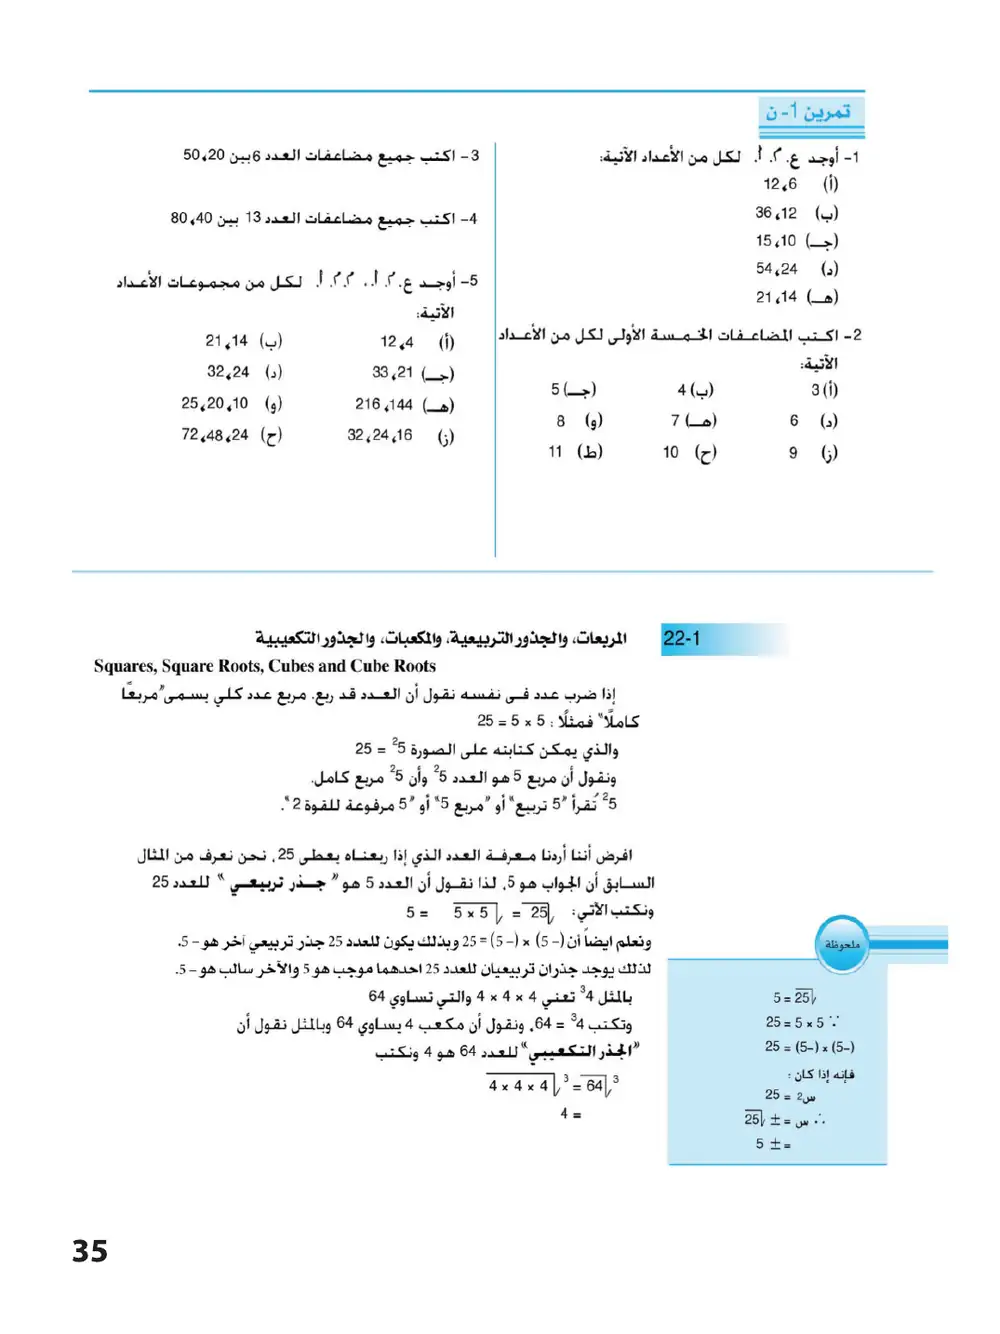 تمرين 1- ن
1- أوجد ع. م. أ. لكل من الأعداد الآتية:
(أ) 6، 12
(ب) 12، 36
(جـ) 10، 15
(د) 24، 54
(هـ) 14، 21
2- اكتب المضاعفات الخمسة الأولى لكل من الأعداد
الآتية:
(أ) 3 (ب) 4 (جـ) 5
(د) 6 (هـ) 7 (و) 8
(ز) 9 (ح) 10 (ط) 11
3- اكتب جميع مضاعفات العدد 6 بين 20، 50
4- اكتب جميع مضاعفات العدد 13 بين 40، 80
5- أوجد ع. م. أ. ، م. م. أ. لكل من مجموعات الأعداد
الآتية:
(أ) 4، 12 (ب) 14، 21
(جـ) 21، 33 (د) 24، 32
(هـ) 144، 216 (و) 10، 20، 25
(ز) 16، 24، 32 (ح) 24، 48، 72
22-1 المربعات، والجذور التربيعية، والمكعبات، والجذور التكعيبية
Squares, Square Roots, Cubes and Cube Roots
إذا ضرب عدد في نفسه نقول أن العدد قد ربع. مربع عدد كلي يسمى "مربعًا
كاملًا" فمثلًا : 5 × 5 = 25
والذي يمكن كتابته على الصورة 5² = 25
ونقول أن مربع 5 هو العدد 5² وأن 5² مربع كامل.
5² تُقرأ "5 تربيع" أو "مربع 5" أو "5 مرفوعة للقوة 2".
افرض أننا أردنا معرفة العدد الذي إذا ربعناه يعطي 25، نحن نعرف من المثال
السابق أن الجواب هو 5، لذا نقول أن العدد 5 هو " جذر تربيعي " للعدد 25
ونكتب الآتي: √25 = √5 × 5 = 5
ونعلم ايضاً أن (- 5) × (- 5) = 25 وبذلك يكون للعدد 25 جذر تربيعي آخر هو - 5،
لذلك يوجد جذران تربيعيان للعدد 25 احدهما موجب هو 5 والآخر سالب هو - 5.
بالمثل 4³ تعني 4 × 4 × 4 والتي تساوي 64
وتكتب 4³ = 64، ونقول أن مكعب 4 يساوي 64 وبالمثل نقول أن
"الجذر التكعيبي" للعدد 64 هو 4 ونكتب
³√64 = ³√4 × 4 × 4
= 4
ملحوظة
√25 = 5
∵ 5 × 5 = 25
(-5) × (-5) = 25
فإنه إذا كان :
س2 = 25
∴ س = ± √25
= ± 5
35